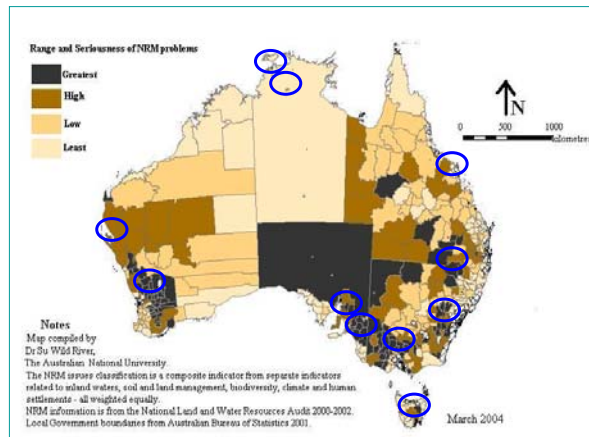 Range and Seriousness of NRM problems
Greatest
High
Low
Least
N
0 500 1000
kilometres
Notes
Map compiled by
Dr Su Wild River,
The Australian National University.
The NRM issues classification is a composite indicator from separate indicators
related to inland waters, soil and land management, biodiversity, climate and human
settlements - all weighted equally.
NRM information is from the National Land and Water Resources Audit 2000-2002.
Local Government boundaries from Australian Bureau of Statistics 2001.
March 2004